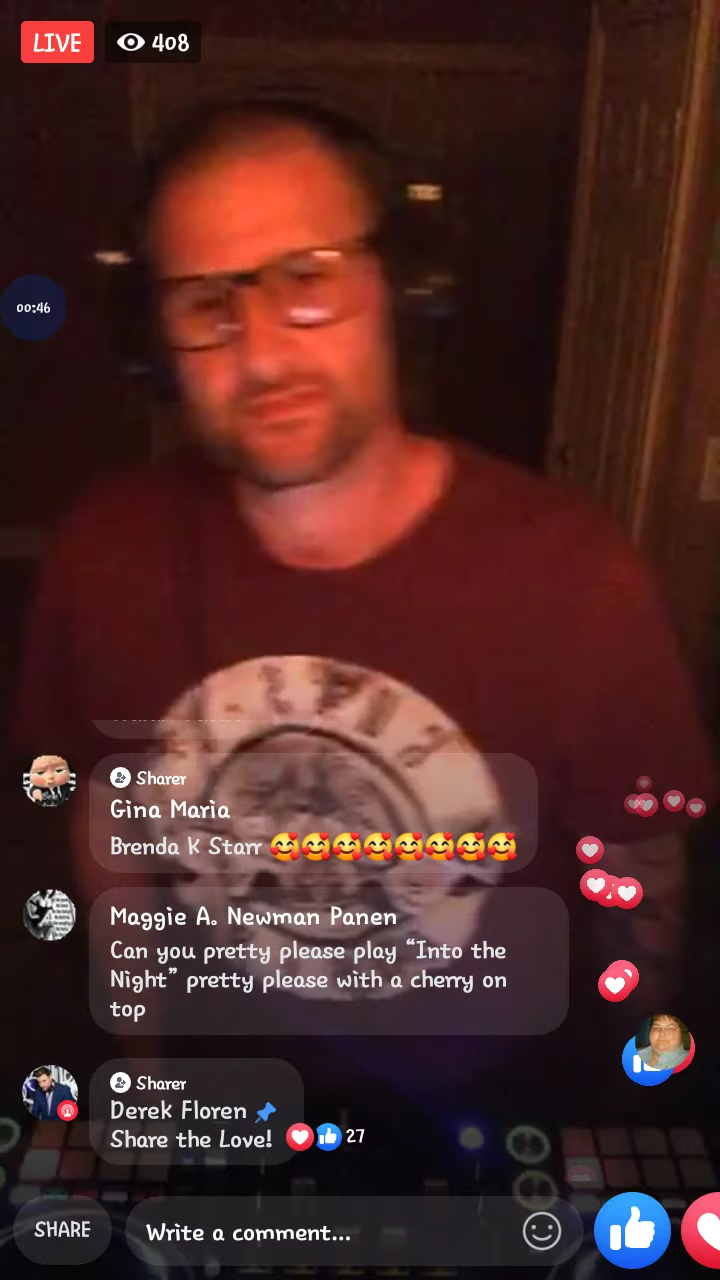 LIVE 408
00:46
Sharer
Gina Maria
Brenda K Starr 🥰🥰🥰🥰🥰🥰🥰🥰
Maggie A. Newman Panen
Can you pretty please play “Into the
Night” pretty please with a cherry on
top
Sharer
Derek Floren 📌
Share the Love! 27
SHARE
Write a comment...